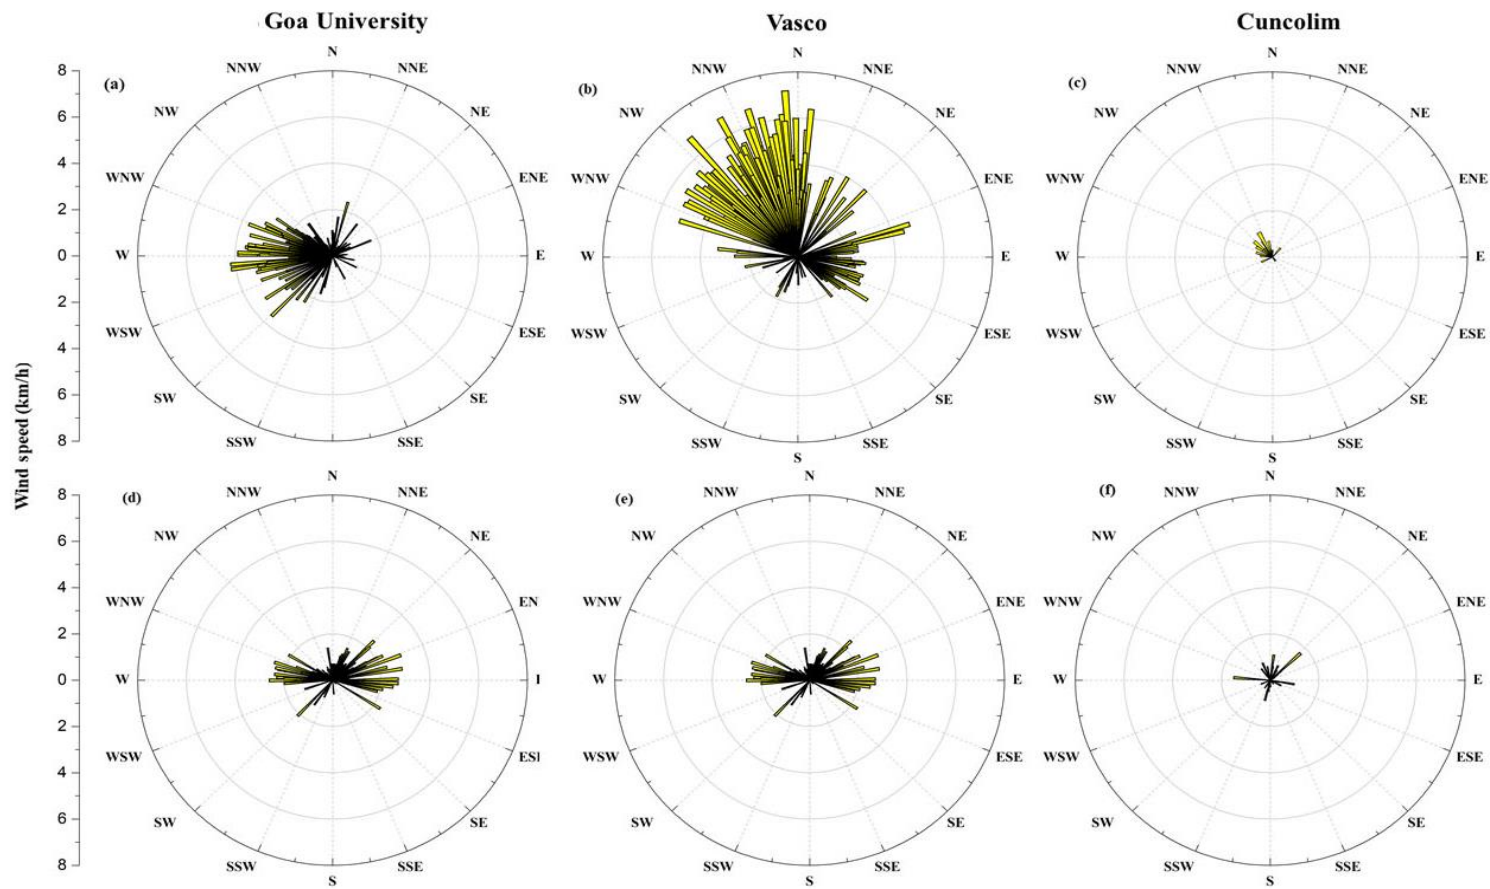 Goa University Vasco Cuncolim
(a) (b) (c)
N N N
NNW NNE NNW NNE NNW NNE
NW NE NW NE NW NE
WNW ENE WNW ENE WNW ENE
W E W E W E
WSW ESE WSW ESE WSW ESE
SW SE SW SE SW SE
SSW SSE SSW SSE SSW SSE
S S
8
6
4
2
0
2
4
6
8
Wind speed (km/h)
(d) (e) (f)
N N N
NNW NNE NNW NNE NNW NNE
NW NE NW NE NW NE
WNW EN WNW ENE WNW ENE
W W E W E
WSW WSW ESE WSW ESE
SW SE SW SE SW SE
SSW SSE SSW SSE SSW SSE
S S S
8
6
4
2
0
2
4
6
8